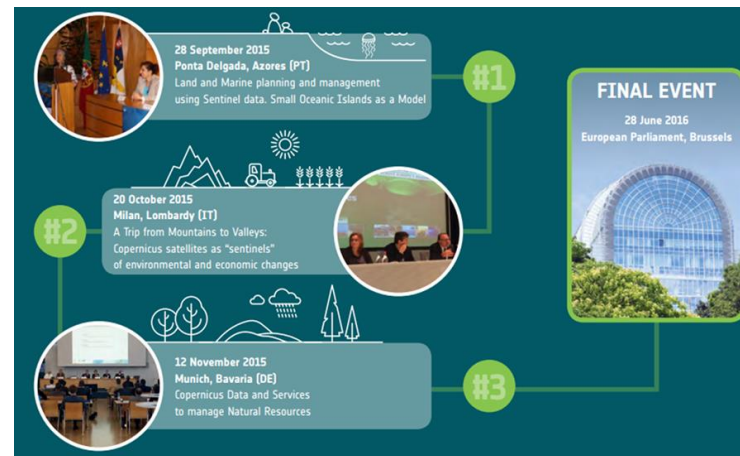 28 September 2015
Ponta Delgada, Azores (PT)
Land and Marine planning and management
using Sentinel data. Small Oceanic Islands as a Model
#1
20 October 2015
Milan, Lombardy (IT)
A Trip from Mountains to Valleys:
Copernicus satellites as "sentinels"
of environmental and economic changes
#2
12 November 2015
Munich, Bavaria (DE)
Copernicus Data and Services
to manage Natural Resources
#3
FINAL EVENT
28 June 2016
European Parliament, Brussels